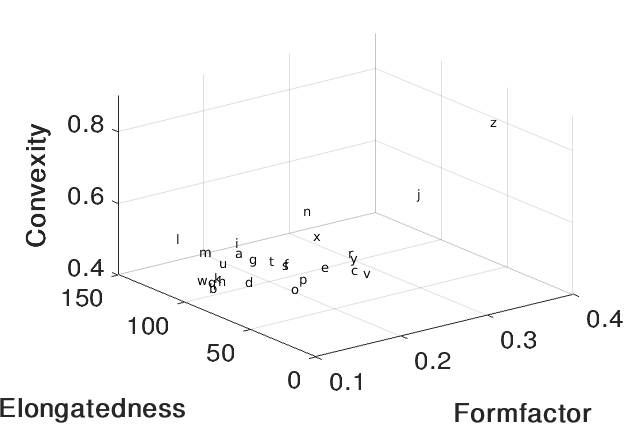 0.8
z
0.6
j
n
x
l
i
m
a
r
g
y
t
f
s
u
e
c
v
0.4
w
k
h
d
p
b
o
150
100
50
0
0.1
0.2
0.3
0.4
Convexity
Elongatedness
Formfactor